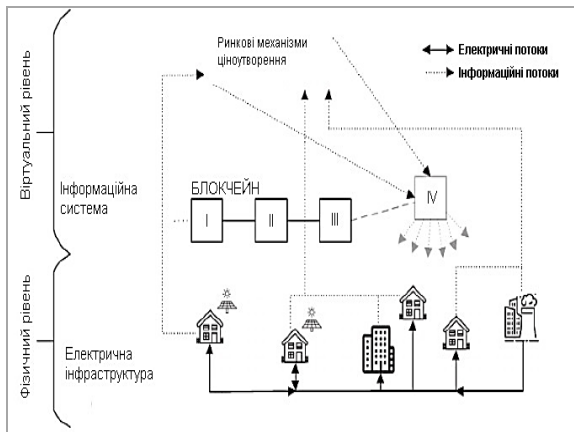 Віртуальний рівень
Фізичний рівень
Ринкові механізми
ціноутворення
Електричні потоки
Інформаційні потоки
Інформаційна
система
БЛОКЧЕЙН
I
II
III
IV
Електрична
інфраструктура